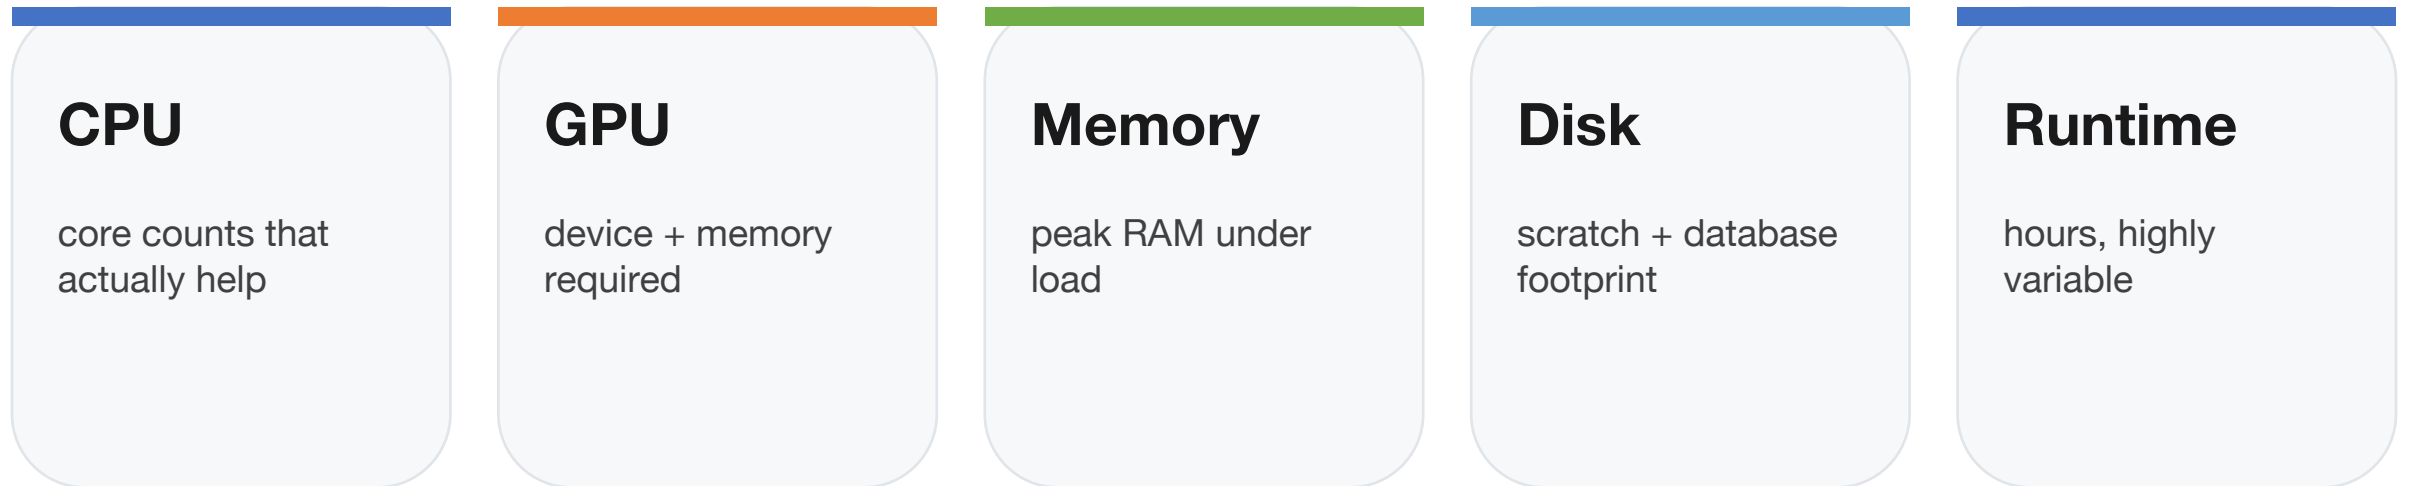 CPU
core counts that
actually help
GPU
device + memory
required
Memory
peak RAM under
load
Disk
scratch + database
footprint
Runtime
hours, highly
variable